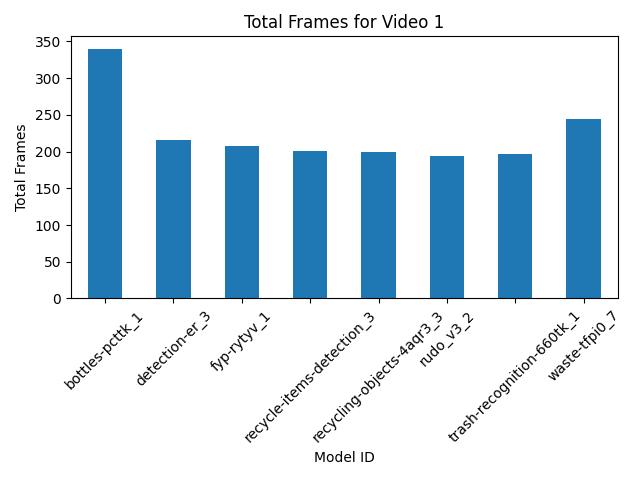 Total Frames for Video 1
Total Frames
350
300
250
200
150
100
50
0
bottles-pcttk_1
detection-er_3
fyp-rytyv_1
recycle-items-detection_3
recycling-objects-4aqr3_3
rudo_v3_2
trash-recognition-660tk_1
waste-tfpi0_7
Model ID